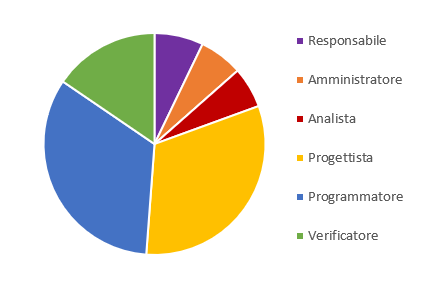 Responsabile
Amministratore
Analista
Progettista
Programmatore
Verificatore